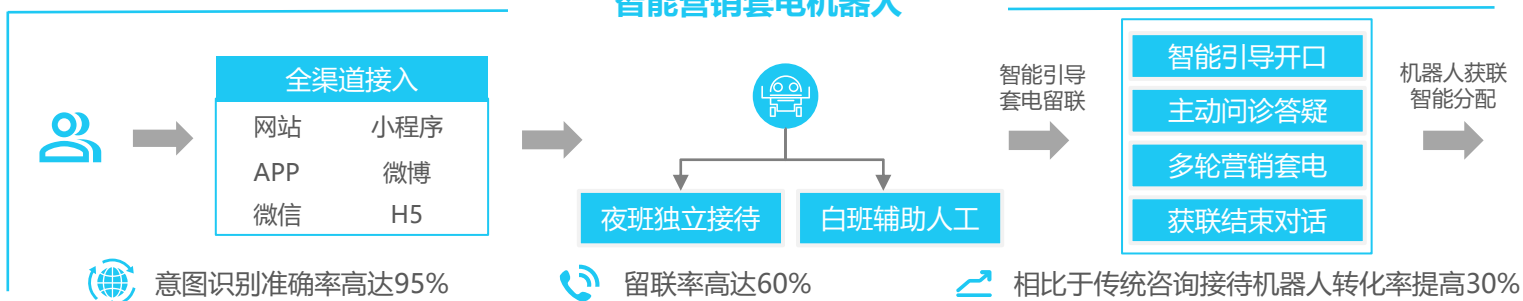 智能营销套电机器人
全渠道接入
网站 小程序
APP 微博
微信 H5
夜班独立接待
白班辅助人工
智能引导
套电留联
智能引导开口
主动问诊答疑
多轮营销套电
获联结束对话
机器人获联
智能分配
意图识别准确率高达95%
留联率高达60%
相比于传统咨询接待机器人转化率提高30%